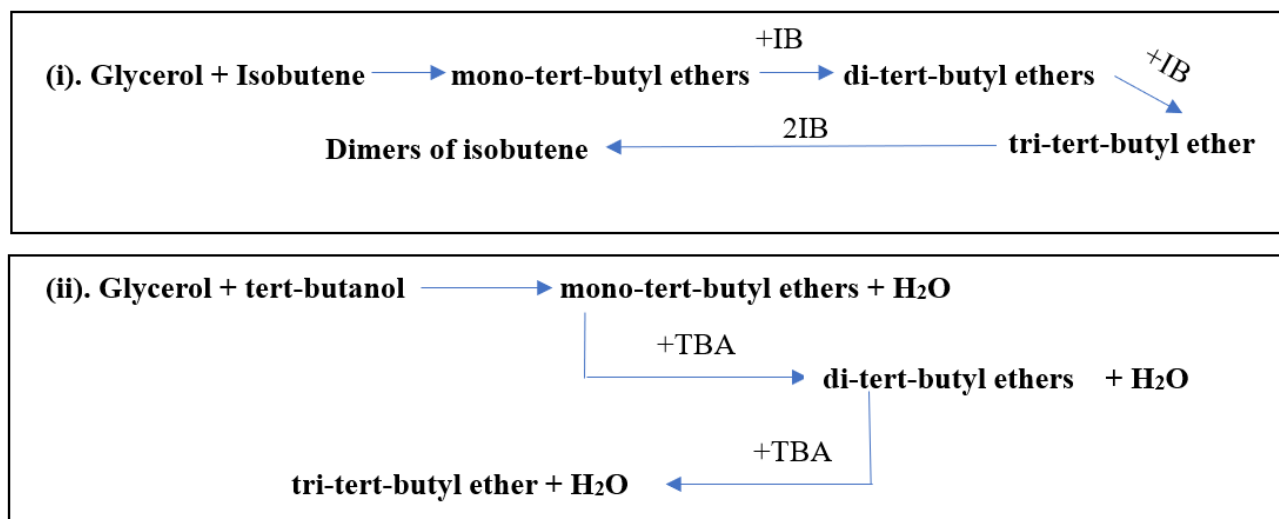 +IB
(i). Glycerol + Isobutene mono-tert-butyl ethers di-tert-butyl ethers +IB
2IB
Dimers of isobutene tri-tert-butyl ether
(ii). Glycerol + tert-butanol mono-tert-butyl ethers + H₂O
+TBA
di-tert-butyl ethers + H₂O
+TBA
tri-tert-butyl ether + H₂O